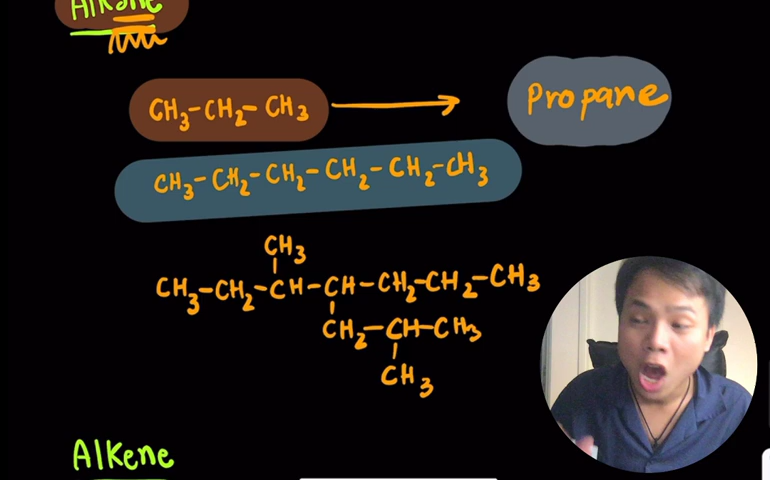 Alkane
CH₃-CH₂-CH₃ → Propane
CH₃-CH₂-CH₂-CH₂-CH₂-CH₃
CH₃
CH₃-CH₂-CH-CH-CH₂-CH₂-CH₃
CH₂-CH-CH₃
CH₃
Alkene